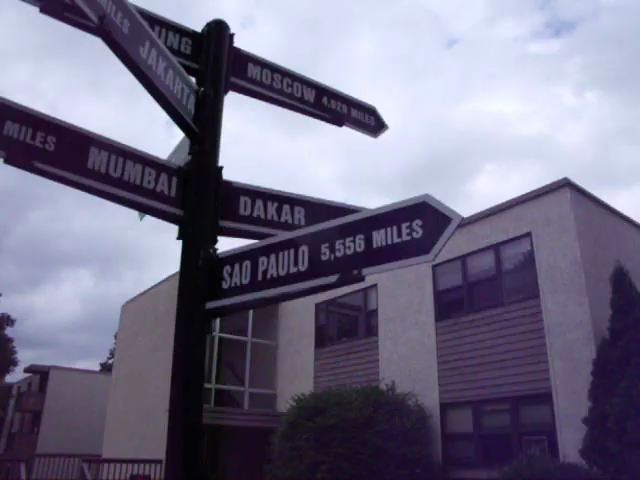 MILES
JAKARTA
MOSCOW 4,929 MILES
MILES MUMBAI
DAKAR
SAO PAULO 5,556 MILES